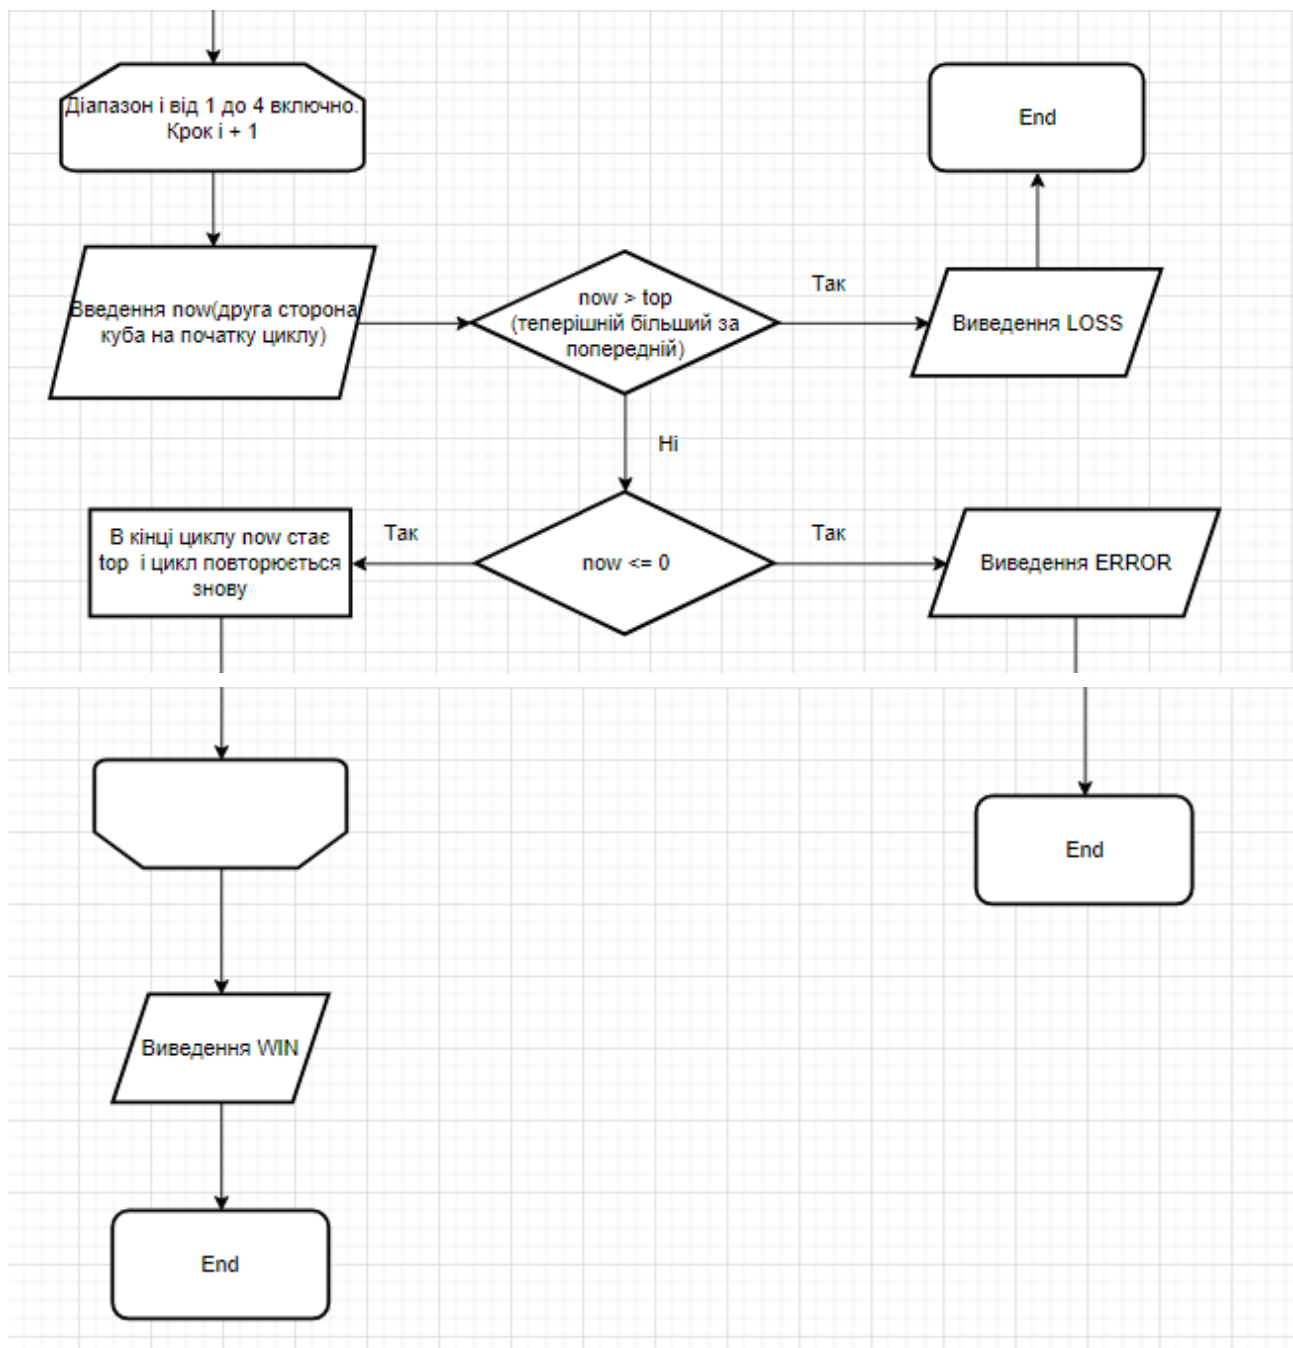 Діапазон і від 1 до 4 включно.
Крок і + 1
End
Введення now(друга сторона
куба на початку циклу)
now > top
(теперішній більший за
попередній)
Так
Виведення LOSS
Ні
В кінці циклу now стає
top і цикл повторюється
знову
Так
now <= 0
Так
Виведення ERROR
End
Виведення WIN
End